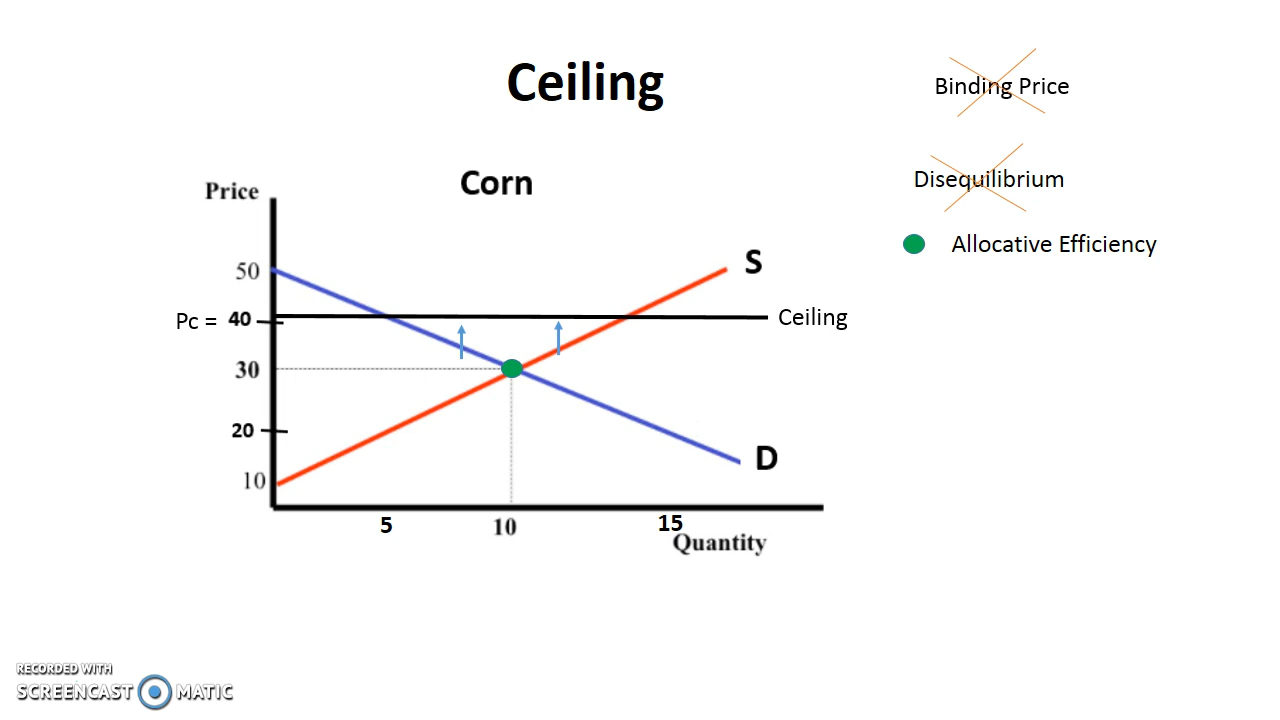 Ceiling
Binding Price
Disequilibrium
Allocative Efficiency
Corn
Price
50
S
Pc = 40
Ceiling
30
20
10
D
5
10
15
Quantity
RECORDED WITH
SCREENCAST MATIC